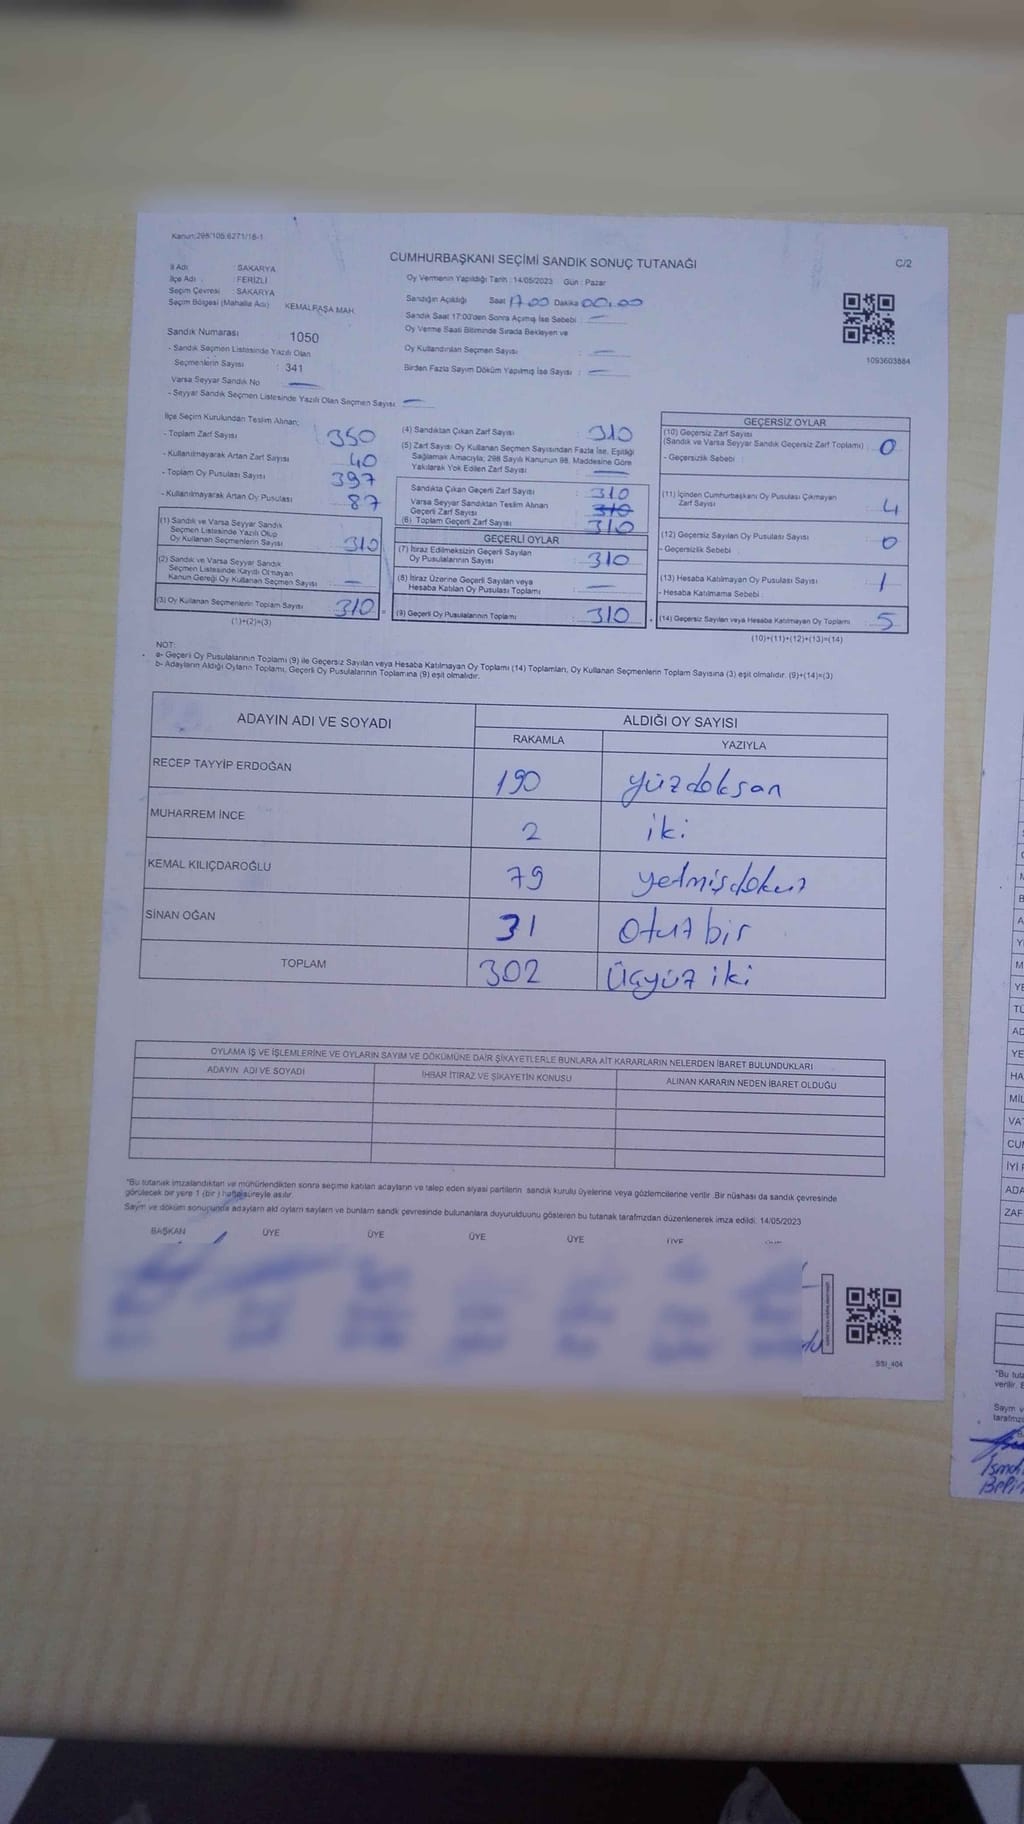 Kanun:298/105;6271/18-1
CUMHURBAŞKANI SEÇİMİ SANDIK SONUÇ TUTANAĞI
C/2
İl Adı : SAKARYA
İlçe Adı : FERİZLİ
Seçim Çevresi : SAKARYA
Seçim Bölgesi (Mahalle Adı) KEMALPAŞA MAH.
Oy Vermenin Yapıldığı Tarih : 14/05/2023 Gün : Pazar
Sandığın Açıldığı Saat 17.00 Dakika 00.00
Sandık Saat 17:00'den Sonra Açılmış İse Sebebi : —
Oy Verme Saati Bitiminde Sırada Bekleyen ve
Oy Kullandırılan Seçmen Sayısı : —
Birden Fazla Sayım Döküm Yapılmış İse Sayısı : —
1093603884
Sandık Numarası 1050
- Sandık Seçmen Listesinde Yazılı Olan
Seçmenlerin Sayısı : 341
Varsa Seyyar Sandık No —
- Seyyar Sandık Seçmen Listesinde Yazılı Olan Seçmen Sayısı —
İlçe Seçim Kurulundan Teslim Alınan;
- Toplam Zarf Sayısı 350
- Kullanılmayarak Artan Zarf Sayısı 40
- Toplam Oy Pusulası Sayısı 397
- Kullanılmayarak Artan Oy Pusulası 87
(1) Sandık ve Varsa Seyyar Sandık
Seçmen Listesinde Yazılı Olup
Oy Kullanan Seçmenlerin Sayısı 310
(2) Sandık ve Varsa Seyyar Sandık
Seçmen Listesinde Kayıtlı Olmayan
Kanun Gereği Oy Kullanan Seçmen Sayısı —
(3) Oy Kullanan Seçmenlerin Toplam Sayısı 310 =
(1)+(2)=(3)
(4) Sandıktan Çıkan Zarf Sayısı : 310
(5) Zarf Sayısı Oy Kullanan Seçmen Sayısından Fazla İse, Eşitliği
Sağlamak Amacıyla, 298 Sayılı Kanunun 98. Maddesine Göre
Yakılarak Yok Edilen Zarf Sayısı : —
Sandıkta Çıkan Geçerli Zarf Sayısı : 310
Varsa Seyyar Sandıktan Teslim Alınan
Geçerli Zarf Sayısı : 310
(6) Toplam Geçerli Zarf Sayısı : 310
GEÇERLİ OYLAR
(7) İtiraz Edilmeksizin Geçerli Sayılan
Oy Pusulalarının Sayısı : 310
(8) İtiraz Üzerine Geçerli Sayılan veya
Hesaba Katılan Oy Pusulası Toplamı : —
(9) Geçerli Oy Pusulalarının Toplamı : 310 +
GEÇERSİZ OYLAR
(10) Geçersiz Zarf Sayısı
(Sandık ve Varsa Seyyar Sandık Geçersiz Zarf Toplamı) : 0
- Geçersizlik Sebebi :
(11) İçinden Cumhurbaşkanı Oy Pusulası Çıkmayan
Zarf Sayısı : 4
(12) Geçersiz Sayılan Oy Pusulası Sayısı : 0
- Geçersizlik Sebebi :
(13) Hesaba Katılmayan Oy Pusulası Sayısı : 1
- Hesaba Katılmama Sebebi :
(14) Geçersiz Sayılan veya Hesaba Katılmayan Oy Toplamı : 5
(10)+(11)+(12)+(13)=(14)
NOT:
a- Geçerli Oy Pusulalarının Toplamı (9) ile Geçersiz Sayılan veya Hesaba Katılmayan Oy Toplamı (14) Toplamları, Oy Kullanan Seçmenlerin Toplam Sayısına (3) eşit olmalıdır. (9)+(14)=(3)
b- Adayların Aldığı Oyların Toplamı, Geçerli Oy Pusulalarının Toplamına (9) eşit olmalıdır.
ADAYIN ADI VE SOYADI ALDIĞI OY SAYISI
RAKAMLA YAZIYLA
RECEP TAYYİP ERDOĞAN 190 yüzdoksan
MUHARREM İNCE 2 iki
KEMAL KILIÇDAROĞLU 79 yetmişdokuz
SİNAN OĞAN 31 otuzbir
TOPLAM 302 Üçyüz iki
OYLAMA İŞ VE İŞLEMLERİNE VE OYLARIN SAYIM VE DÖKÜMÜNE DAİR ŞİKAYETLERLE BUNLARA AİT KARARLARIN NELERDEN İBARET BULUNDUKLARI
ADAYIN ADI VE SOYADI İHBAR İTİRAZ VE ŞİKAYETİN KONUSU ALINAN KARARIN NEDEN İBARET OLDUĞU
*Bu tutanak imzalandıktan ve mühürlendikten sonra seçime katılan adayların ve talep eden siyasi partilerin sandık kurulu üyelerine veya gözlemcilerine verilir. Bir nüshası da sandık çevresinde
görülecek bir yere 1 (bir) hafta süreyle asılır.
Sayım ve döküm sonucunda adayların aldı oyların sayıları ve bunların sandık çevresinde bulunanlara duyurulduunu gösteren bu tutanak tarafımzdan düzenlenerek imza edildi. 14/05/2023
BAŞKAN ÜYE ÜYE ÜYE ÜYE ÜYE
SSI_404
*Bu tuta
verilir.
Sayım v
tarafımz